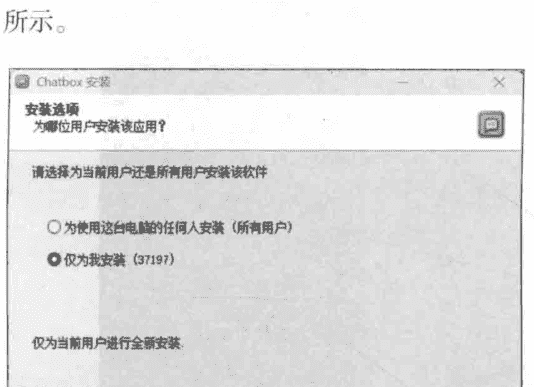 所示。
Chatbox 安装
安装选项
为哪位用户安装该应用?
请选择为当前用户还是所有用户安装该软件
为使用这台电脑的任何人安装（所有用户）
仅为我安装（37197）
仅为当前用户进行全新安装.